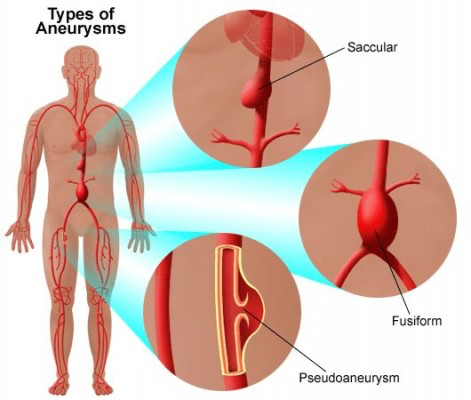 Types of
Aneurysms
Saccular
Fusiform
Pseudoaneurysm